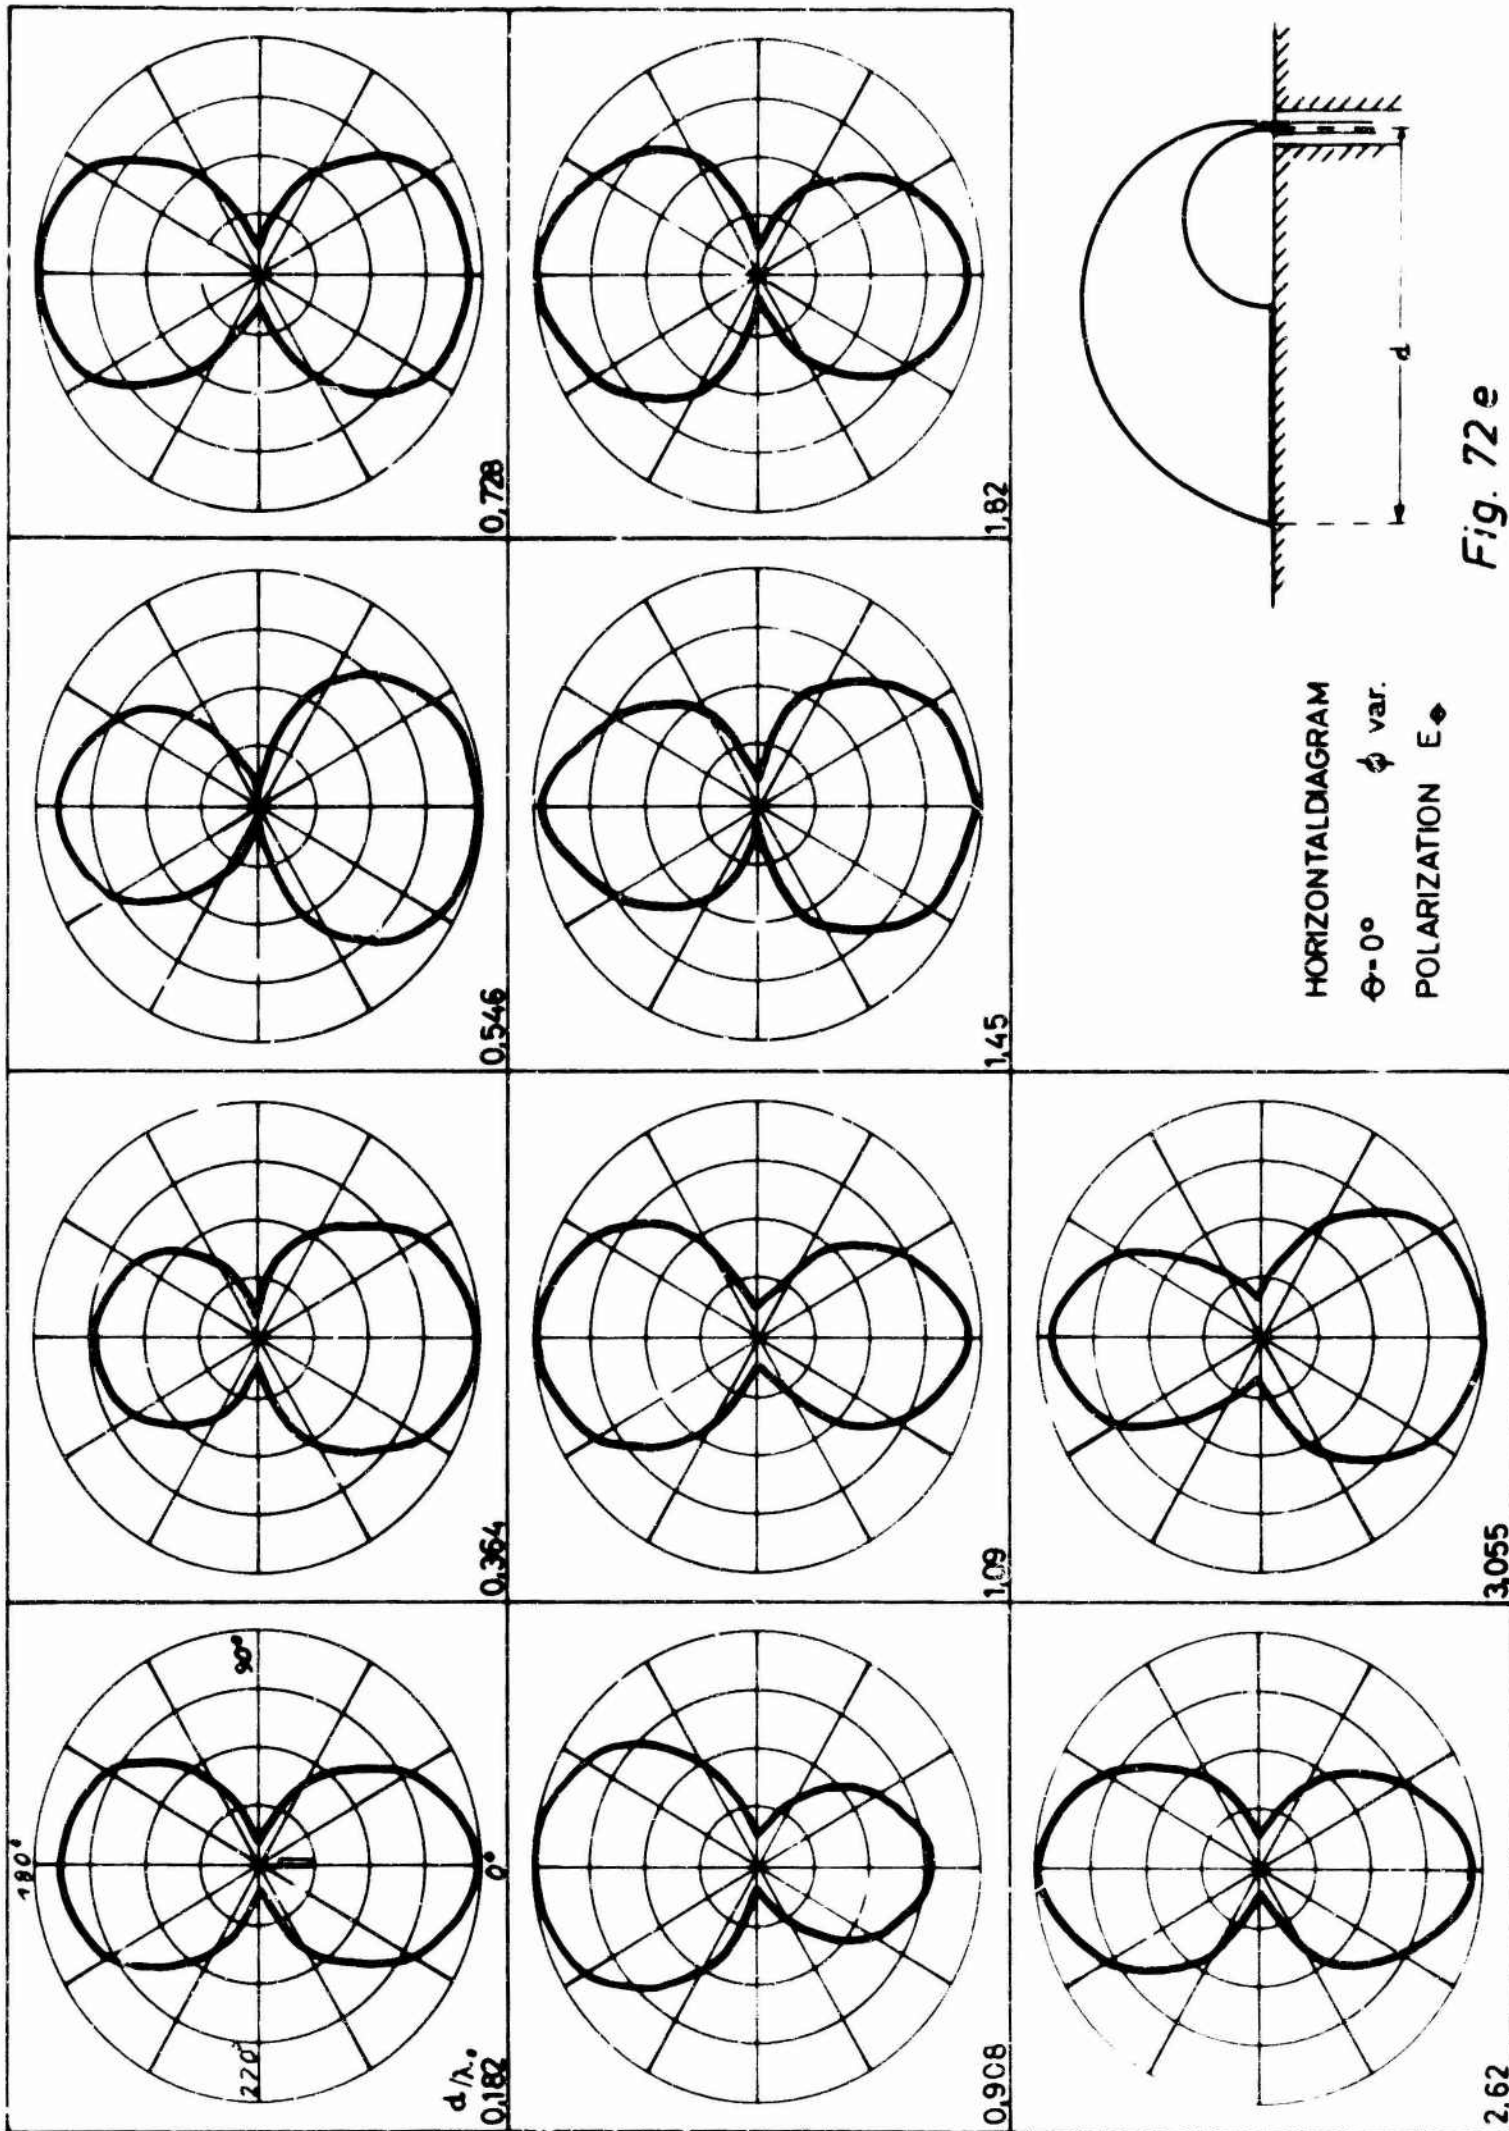 180°
90°
270
0°
d/λ₀
0,182
0,364
0,546
0,728
0,908
1,09
1,45
1,82
2,62
3,055
HORIZONTALDIAGRAM
Θ=0° ϕ var.
POLARIZATION E
d
Fig. 72 e